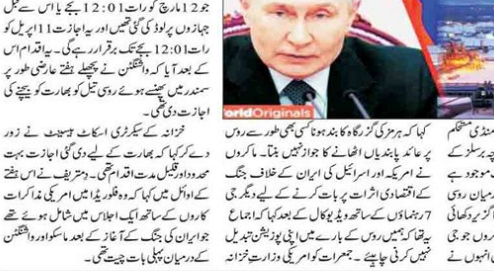 جو 12 مارچ کو رات 12:01 بجے یا اس سے قبل
جہازوں پر لوڈ کی گئی تھیں اور یہ اجازت 11 اپریل کو
رات 12:01 بجے تک برقرار رہے گی۔ یہ اقدام اس
کے بعد آیا کہ واشنگٹن نے پچھلے ہفتے عارضی طور پر
سمندر میں پھنسے ہوئے روسی تیل کو بھارت کو بیچنے کی
اجازت دی تھی۔
خزانہ کے سیکرٹری اسکاٹ بیسینٹ نے زور
دے کر کہا کہ بھارت کے لیے دی گئی اجازت بہت
محدود اور قلیل مدت اقدام تھی۔ دمتریف نے اس ہفتے
کے اوائل میں کہا کہ وہ فلوریڈا میں امریکی مذاکرات
کاروں کے ساتھ ایک اجلاس میں شامل ہوئے تھے
جو ایران کی جنگ کے آغاز کے بعد ماسکو اور واشنگٹن
کے درمیان پہلی بات چیت تھی۔
orldOriginals
کہا کہ ہرمز کی گزرگاہ کا بند ہونا کسی بھی طور سے روس
پر عائد پابندیاں اٹھانے کا جواز نہیں بنتا۔ ماکروں
نے امریکہ اور اسرائیل کی ایران کے خلاف جنگ
کے اقتصادی اثرات پر بات کرنے کے لیے دیگر جی
7 رہنماؤں کے ساتھ ویڈیو کال کے بعد کہا اجماع
یہ تھا کہ ہمیں روس کے بارے میں اپنی پوزیشن تبدیل
نہیں کرنی چاہئے۔ جمعرات کو امریکی وزارت خزانہ
منڈی مستحکم
چہ برسلز کے
موجود ہے
میان روسی
گزیر دکھائی
روں جو جی
انہوں نے